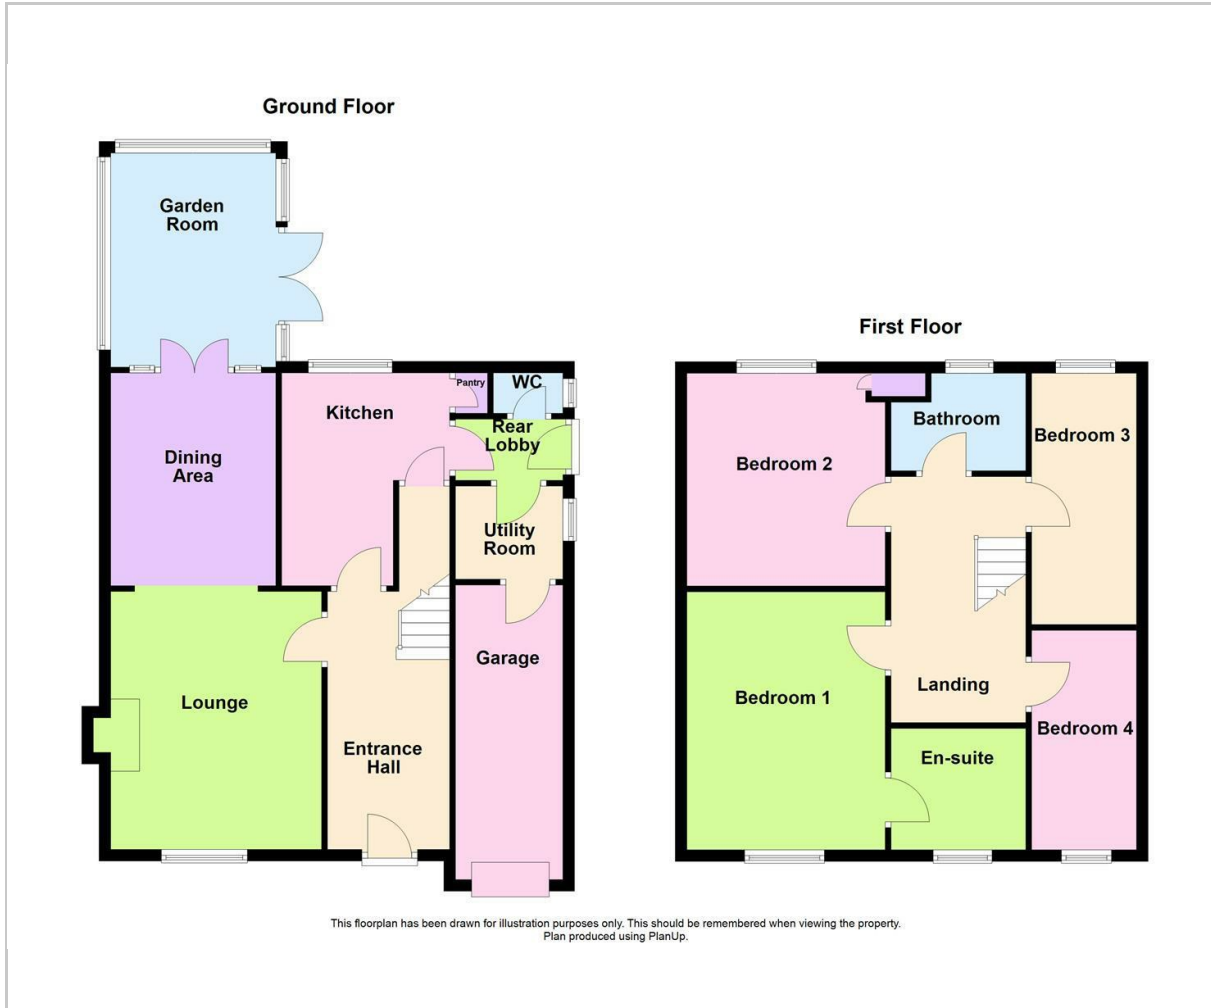 Ground Floor
Garden
Room
Dining
Area
Kitchen
Pantry
WC
Rear
Lobby
Utility
Room
Lounge
Entrance
Hall
Garage
First Floor
Bedroom 2
Bathroom
Bedroom 3
Bedroom 1
Landing
En-suite
Bedroom 4
This floorplan has been drawn for illustration purposes only. This should be remembered when viewing the property.
Plan produced using PlanUp.